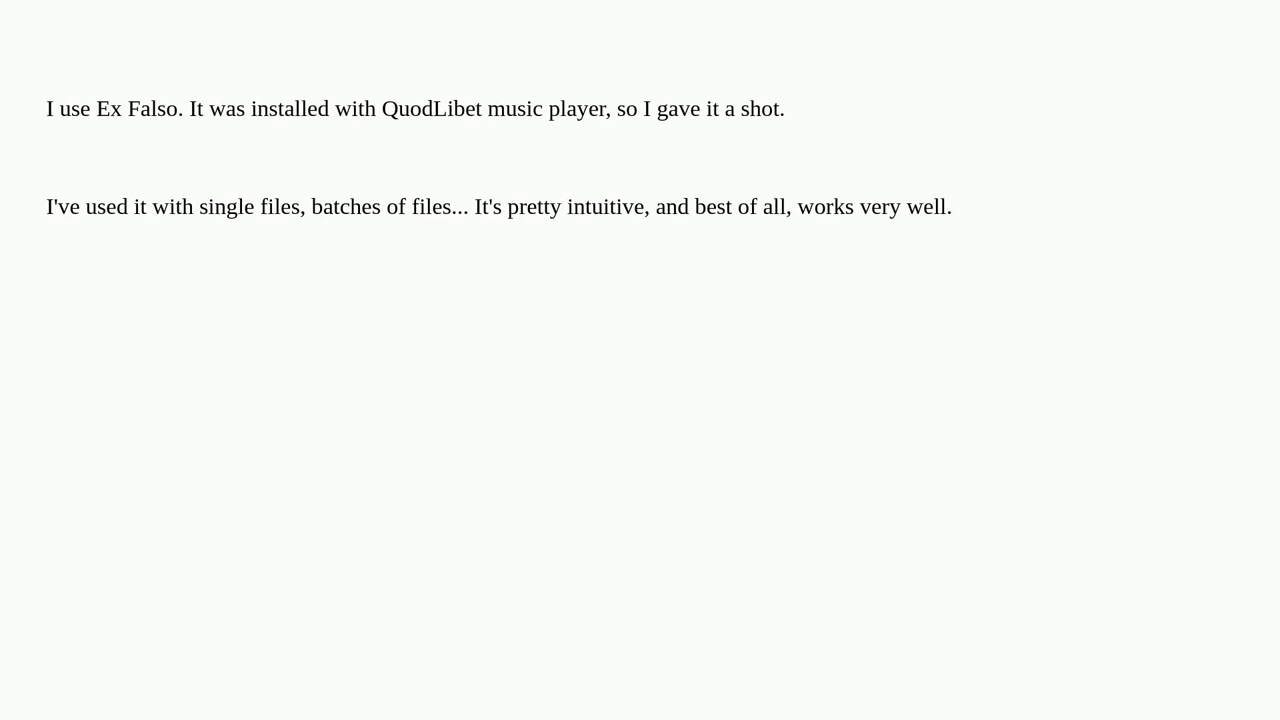 I use Ex Falso. It was installed with QuodLibet music player, so I gave it a shot.
I've used it with single files, batches of files... It's pretty intuitive, and best of all, works very well.